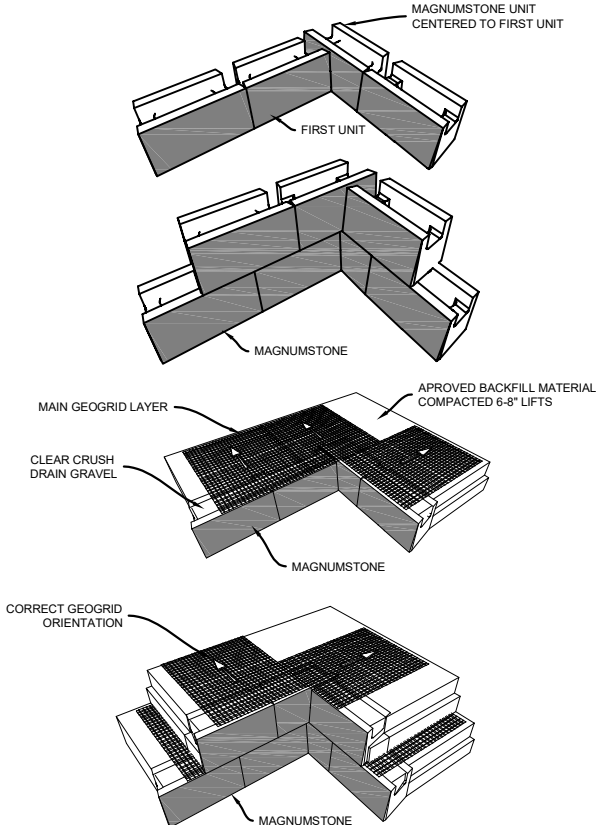 MAGNUMSTONE UNIT
CENTERED TO FIRST UNIT
FIRST UNIT
MAGNUMSTONE
MAIN GEOGRID LAYER
APROVED BACKFILL MATERIAL
COMPACTED 6-8" LIFTS
CLEAR CRUSH
DRAIN GRAVEL
MAGNUMSTONE
CORRECT GEOGRID
ORIENTATION
MAGNUMSTONE